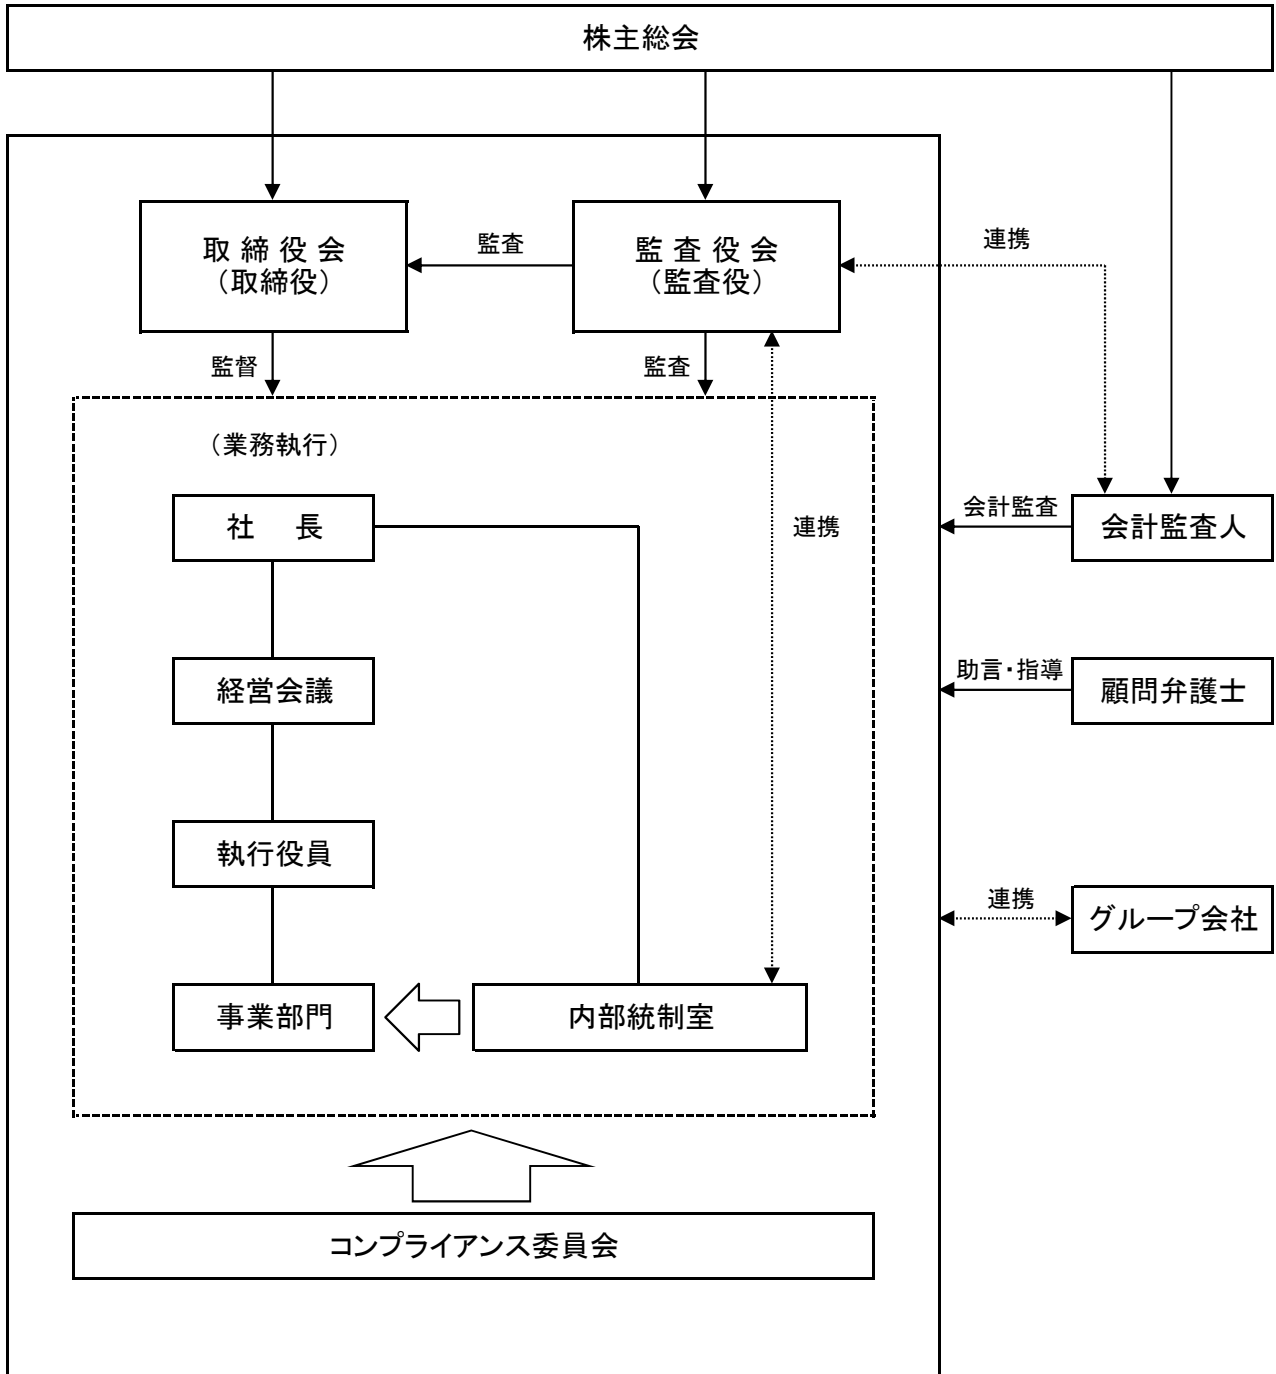 株主総会
取 締 役 会
（取締役）
監査
監 査 役 会
（監査役）
連携
監督
監査
（業務執行）
社　長
連携
会計監査
会計監査人
経営会議
助言・指導
顧問弁護士
執行役員
連携
グループ会社
事業部門
内部統制室
コンプライアンス委員会